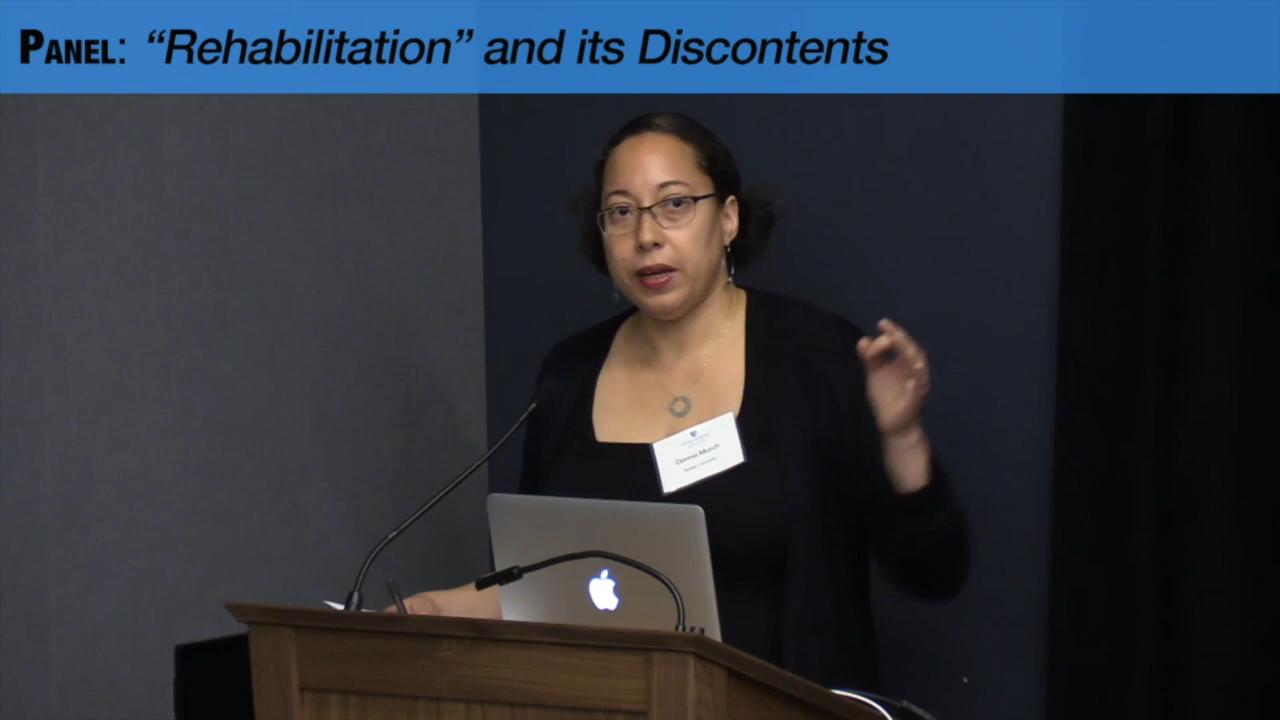 PANEL: “Rehabilitation” and its Discontents
Donna Murch